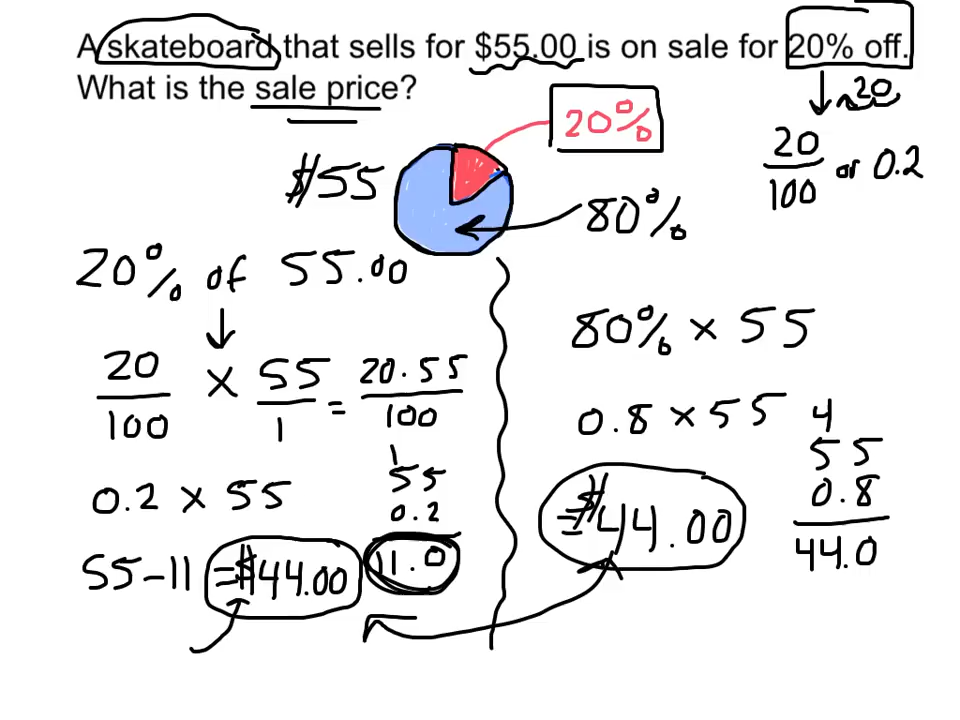 A skateboard that sells for $55.00 is on sale for 20% off.
What is the sale price?
20
20/100 or 0.2
20%
$55
80%
20% of 55.00
20/100 × 55/1 = 20.55/100
0.2 × 55
1
55
0.2
11.0
55-11 =$44.00
80% × 55
0.8 × 55
4
55
0.8
44.0
=$44.00